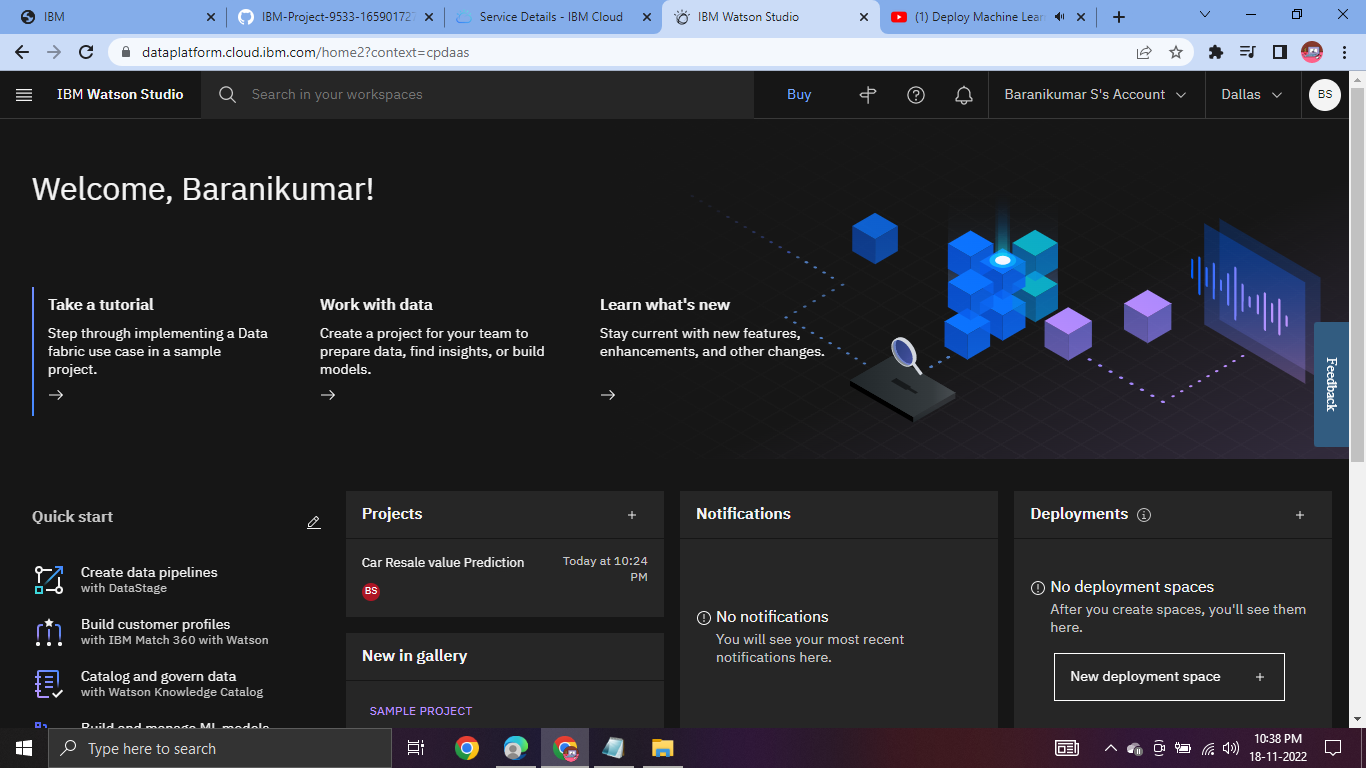 IBM
IBM-Project-9533-165901727
Service Details - IBM Cloud
IBM Watson Studio
(1) Deploy Machine Lear
dataplatform.cloud.ibm.com/home2?context=cpdaas
IBM Watson Studio
Search in your workspaces
Buy
Baranikumar S's Account
Dallas
BS
Welcome, Baranikumar!
Take a tutorial
Step through implementing a Data
fabric use case in a sample
project.
Work with data
Create a project for your team to
prepare data, find insights, or build
models.
Learn what's new
Stay current with new features,
enhancements, and other changes.
Feedback
Quick start
Create data pipelines
with DataStage
Build customer profiles
with IBM Match 360 with Watson
Catalog and govern data
with Watson Knowledge Catalog
Build and manage ML models
Projects
Car Resale value Prediction
Today at 10:24
PM
BS
New in gallery
SAMPLE PROJECT
Notifications
No notifications
You will see your most recent
notifications here.
Deployments
No deployment spaces
After you create spaces, you'll see them
here.
New deployment space
Type here to search
10:38 PM
18-11-2022